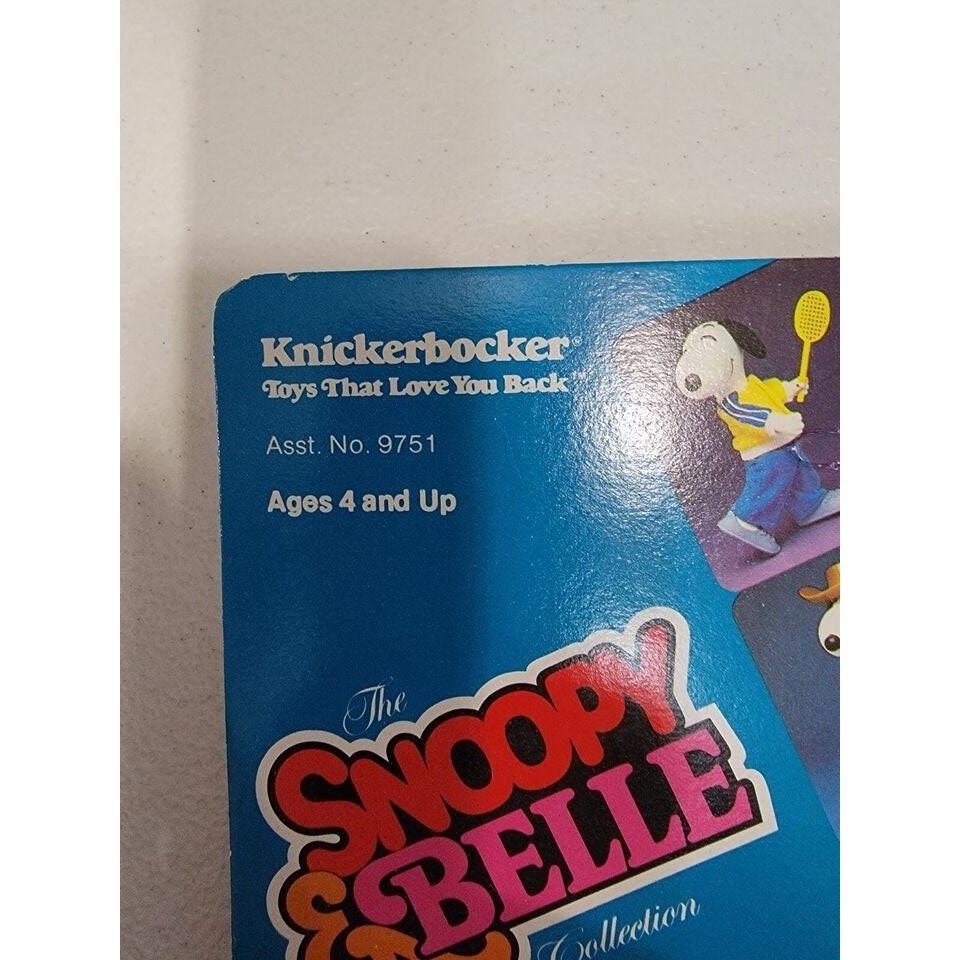 Knickerbocker®
Toys That Love You Back™
Asst. No. 9751
Ages 4 and Up
The
SNOOPY
& BELLE
Collection